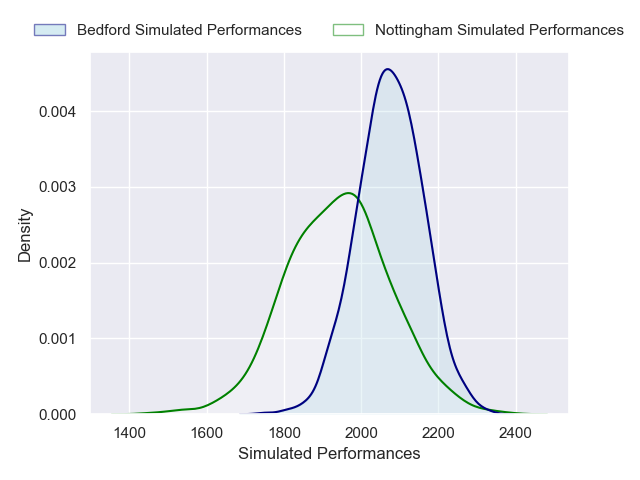 Bedford Simulated Performances Nottingham Simulated Performances
0.004
0.003
0.002
0.001
0.000
Density
1400 1600 1800 2000 2200 2400
Simulated Performances